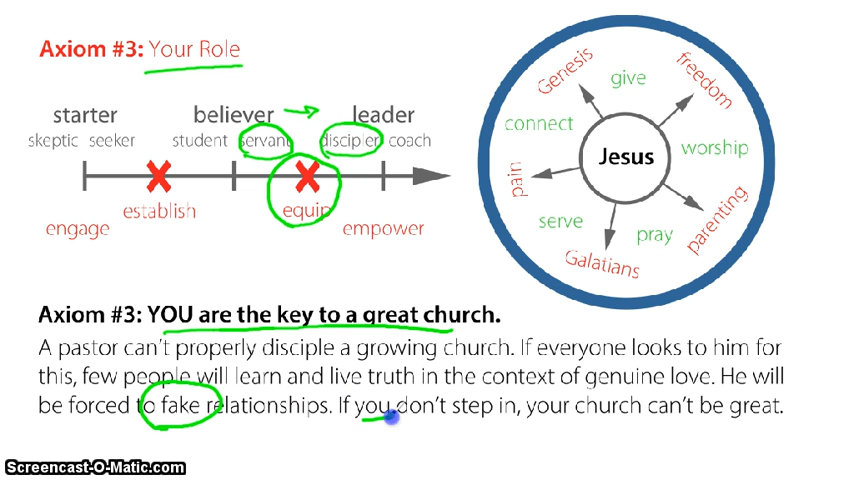 Axiom #3: Your Role
starter believer leader
skeptic seeker student servant discipler coach
establish equip
engage empower
Genesis give freedom
connect worship
Jesus
pain parenting
serve pray
Galatians
Axiom #3: YOU are the key to a great church.
A pastor can't properly disciple a growing church. If everyone looks to him for
this, few people will learn and live truth in the context of genuine love. He will
be forced to fake relationships. If you don't step in, your church can't be great.
Screencast-O-Matic.com